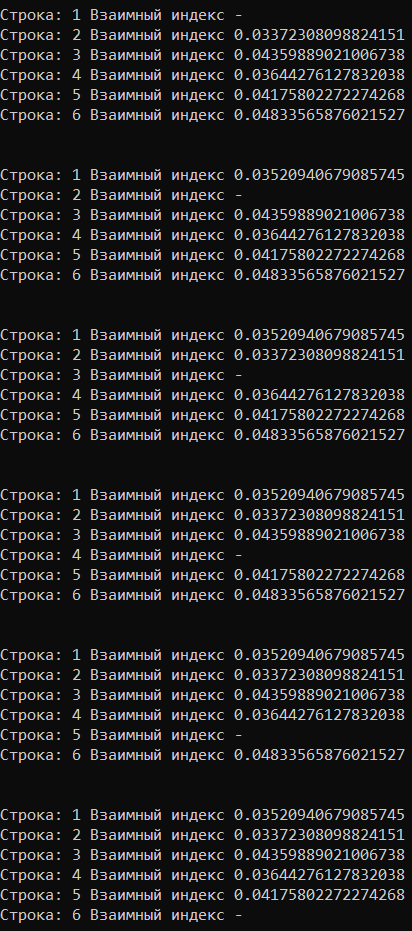 Строка: 1 Взаимный индекс -
Строка: 2 Взаимный индекс 0.03372308098824151
Строка: 3 Взаимный индекс 0.04359889021006738
Строка: 4 Взаимный индекс 0.03644276127832038
Строка: 5 Взаимный индекс 0.04175802272274268
Строка: 6 Взаимный индекс 0.04833565876021527
Строка: 1 Взаимный индекс 0.03520940679085745
Строка: 2 Взаимный индекс -
Строка: 3 Взаимный индекс 0.04359889021006738
Строка: 4 Взаимный индекс 0.03644276127832038
Строка: 5 Взаимный индекс 0.04175802272274268
Строка: 6 Взаимный индекс 0.04833565876021527
Строка: 1 Взаимный индекс 0.03520940679085745
Строка: 2 Взаимный индекс 0.03372308098824151
Строка: 3 Взаимный индекс -
Строка: 4 Взаимный индекс 0.03644276127832038
Строка: 5 Взаимный индекс 0.04175802272274268
Строка: 6 Взаимный индекс 0.04833565876021527
Строка: 1 Взаимный индекс 0.03520940679085745
Строка: 2 Взаимный индекс 0.03372308098824151
Строка: 3 Взаимный индекс 0.04359889021006738
Строка: 4 Взаимный индекс -
Строка: 5 Взаимный индекс 0.04175802272274268
Строка: 6 Взаимный индекс 0.04833565876021527
Строка: 1 Взаимный индекс 0.03520940679085745
Строка: 2 Взаимный индекс 0.03372308098824151
Строка: 3 Взаимный индекс 0.04359889021006738
Строка: 4 Взаимный индекс 0.03644276127832038
Строка: 5 Взаимный индекс -
Строка: 6 Взаимный индекс 0.04833565876021527
Строка: 1 Взаимный индекс 0.03520940679085745
Строка: 2 Взаимный индекс 0.03372308098824151
Строка: 3 Взаимный индекс 0.04359889021006738
Строка: 4 Взаимный индекс 0.03644276127832038
Строка: 5 Взаимный индекс 0.04175802272274268
Строка: 6 Взаимный индекс -